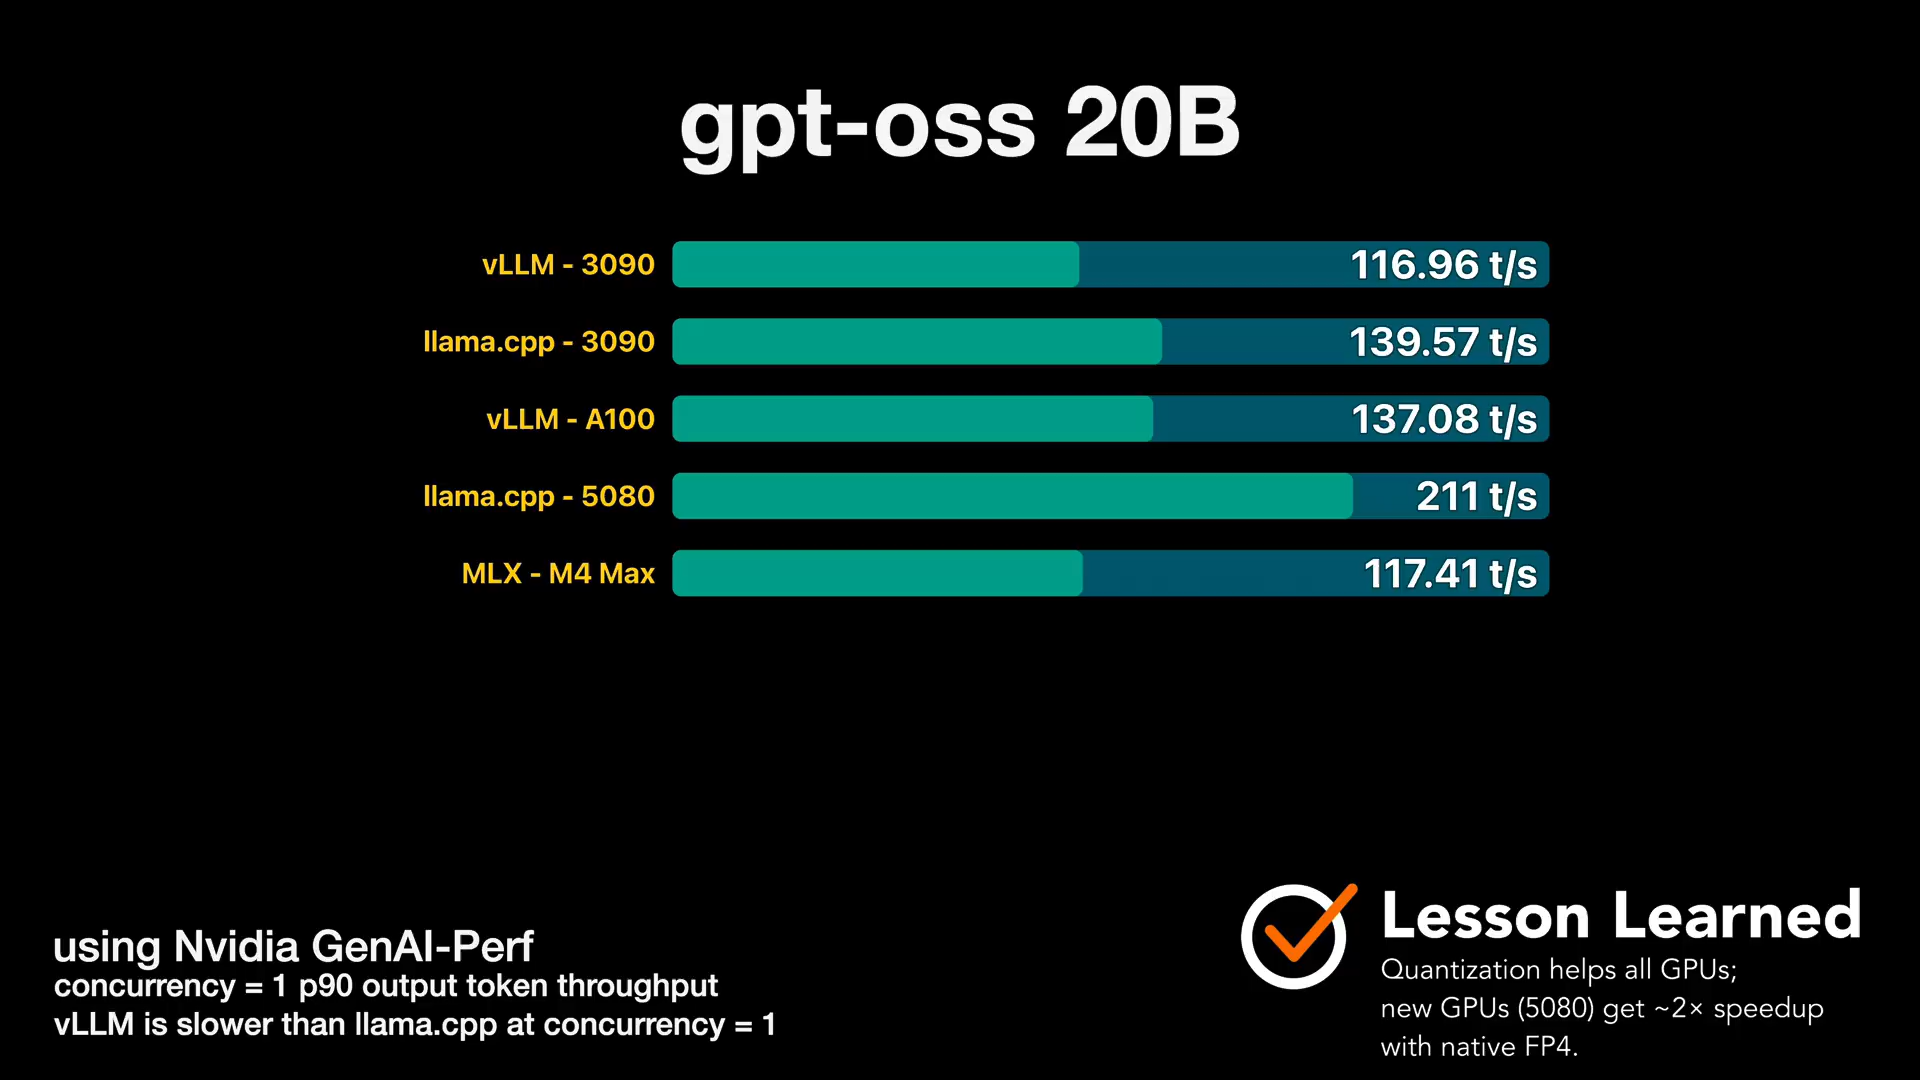 gpt-oss 20B
vLLM - 3090 116.96 t/s
llama.cpp - 3090 139.57 t/s
vLLM - A100 137.08 t/s
llama.cpp - 5080 211 t/s
MLX - M4 Max 117.41 t/s
using Nvidia GenAI-Perf
concurrency = 1 p90 output token throughput
vLLM is slower than llama.cpp at concurrency = 1
Lesson Learned
Quantization helps all GPUs;
new GPUs (5080) get ~2× speedup
with native FP4.